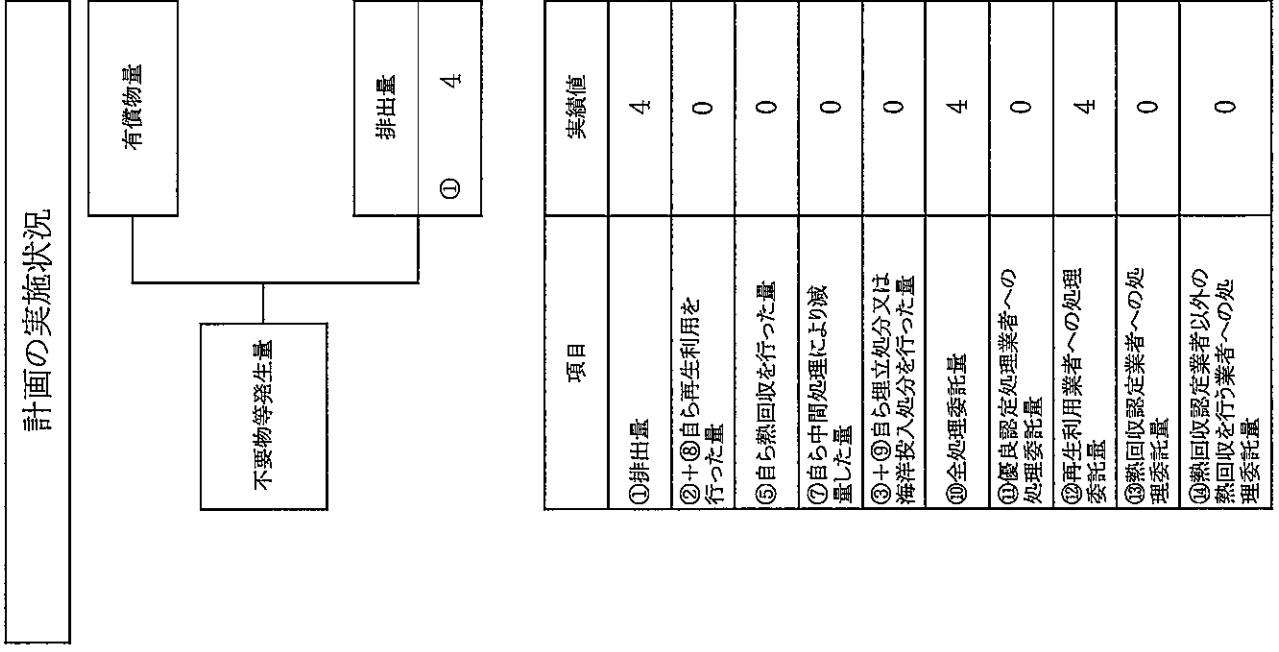 計画の実施状況
有償物量
不要物等発生量
排出量
① 4
項目 実績値
①排出量 4
②+⑧自ら再生利用を
行った量 0
⑤自ら熱回収を行った量 0
⑦自ら中間処理により減
量した量 0
③+⑨自ら埋立処分又は
海洋投入処分を行った量 0
⑩全処理委託量 4
⑪優良認定処理業者への
処理委託量 0
⑫再生利用業者への処理
委託量 4
⑬熱回収認定業者への処
理委託量 0
⑭熱回収認定業者以外の
熱回収を行う業者への処
理委託量 0